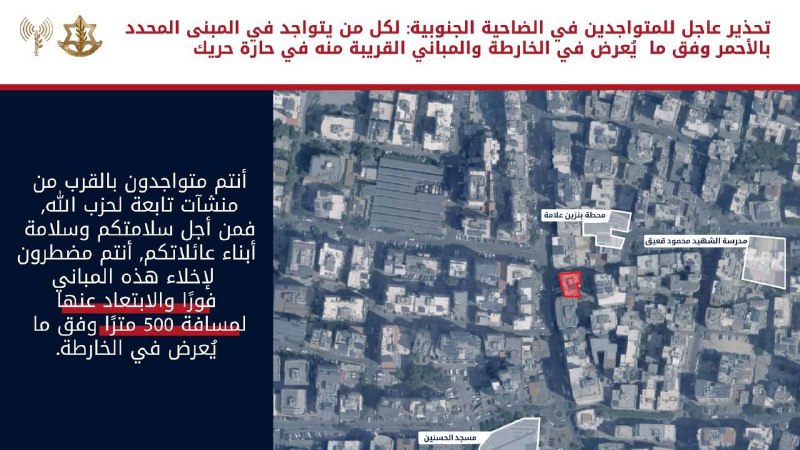 تحذير عاجل للمتواجدين في الضاحية الجنوبية: لكل من يتواجد في المبنى المحدد
بالأحمر وفق ما يُعرض في الخارطة والمباني القريبة منه في حارة حريك
أنتم متواجدون بالقرب من
منشآت تابعة لحزب الله,
فمن أجل سلامتكم وسلامة
أبناء عائلاتكم, أنتم مضطرون
لإخلاء هذه المباني
فورًا والابتعاد عنها
لمسافة 500 مترًا وفق ما
يُعرض في الخارطة.
محطة بنزين علامة
مدرسة الشهيد محمود قعيق
مسجد الحسنين